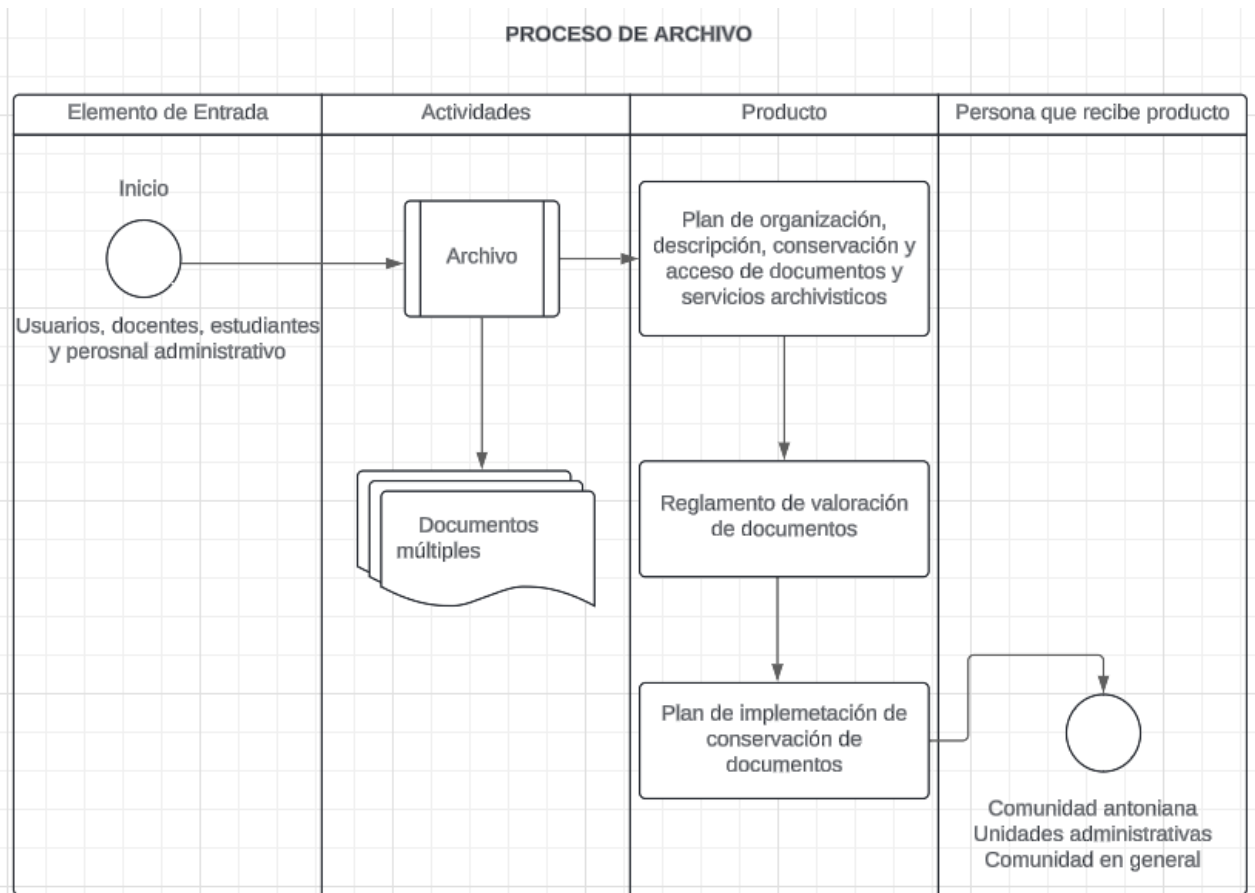 PROCESO DE ARCHIVO
Elemento de Entrada
Actividades
Producto
Persona que recibe producto
Inicio
Usuarios, docentes, estudiantes
y perosnal administrativo
Archivo
Documentos
múltiples
Plan de organización,
descripción, conservación y
acceso de documentos y
servicios archivisticos
Reglamento de valoración
de documentos
Plan de implemetación de
conservación de
documentos
Comunidad antoniana
Unidades administrativas
Comunidad en general